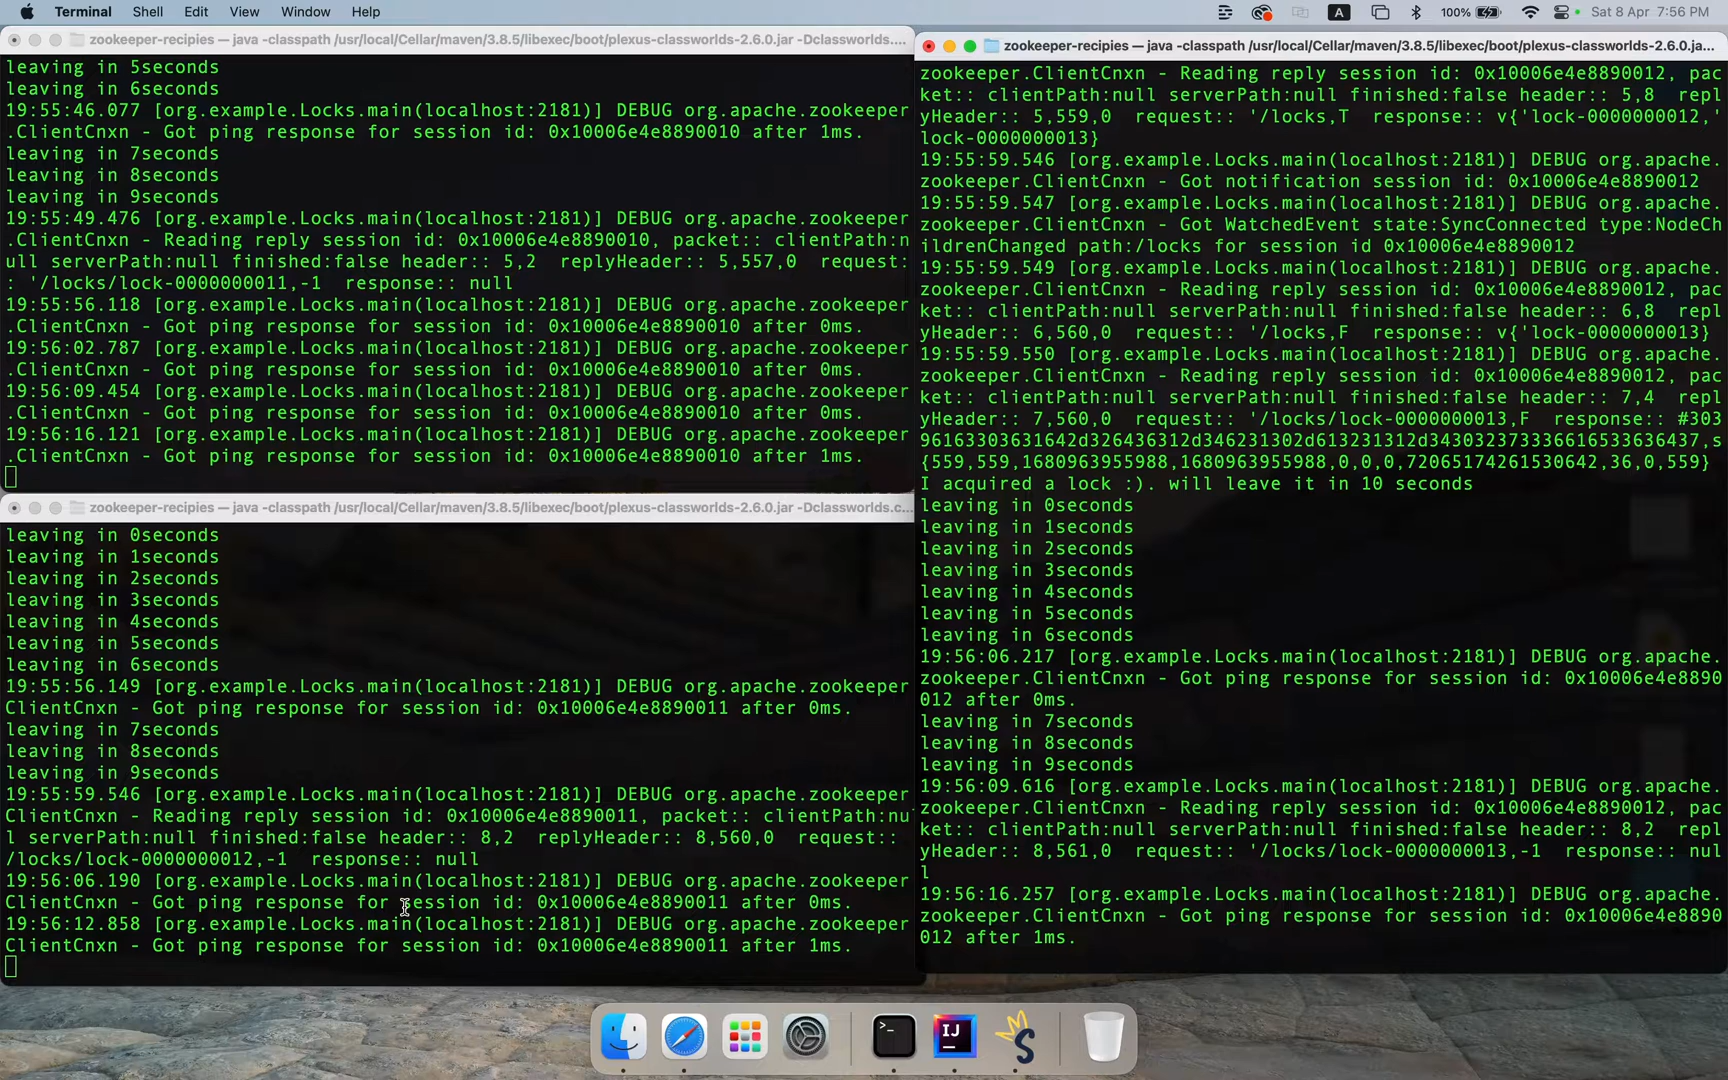 Terminal Shell Edit View Window Help A 100% Sat 8 Apr 7:56 PM
zookeeper-recipies — java -classpath /usr/local/Cellar/maven/3.8.5/libexec/boot/plexus-classworlds-2.6.0.jar -Dclassworlds....
leaving in 5seconds
leaving in 6seconds
19:55:46.077 [org.example.Locks.main(localhost:2181)] DEBUG org.apache.zookeeper
.ClientCnxn - Got ping response for session id: 0x10006e4e8890010 after 1ms.
leaving in 7seconds
leaving in 8seconds
leaving in 9seconds
19:55:49.476 [org.example.Locks.main(localhost:2181)] DEBUG org.apache.zookeeper
.ClientCnxn - Reading reply session id: 0x10006e4e8890010, packet:: clientPath:n
ull serverPath:null finished:false header:: 5,2  replyHeader:: 5,557,0  request:
: '/locks/lock-0000000011,-1  response:: null
19:55:56.118 [org.example.Locks.main(localhost:2181)] DEBUG org.apache.zookeeper
.ClientCnxn - Got ping response for session id: 0x10006e4e8890010 after 0ms.
19:56:02.787 [org.example.Locks.main(localhost:2181)] DEBUG org.apache.zookeeper
.ClientCnxn - Got ping response for session id: 0x10006e4e8890010 after 0ms.
19:56:09.454 [org.example.Locks.main(localhost:2181)] DEBUG org.apache.zookeeper
.ClientCnxn - Got ping response for session id: 0x10006e4e8890010 after 0ms.
19:56:16.121 [org.example.Locks.main(localhost:2181)] DEBUG org.apache.zookeeper
.ClientCnxn - Got ping response for session id: 0x10006e4e8890010 after 1ms.
zookeeper-recipies — java -classpath /usr/local/Cellar/maven/3.8.5/libexec/boot/plexus-classworlds-2.6.0.jar -Dclassworlds.c...
leaving in 0seconds
leaving in 1seconds
leaving in 2seconds
leaving in 3seconds
leaving in 4seconds
leaving in 5seconds
leaving in 6seconds
19:55:56.149 [org.example.Locks.main(localhost:2181)] DEBUG org.apache.zookeeper
ClientCnxn - Got ping response for session id: 0x10006e4e8890011 after 0ms.
leaving in 7seconds
leaving in 8seconds
leaving in 9seconds
19:55:59.546 [org.example.Locks.main(localhost:2181)] DEBUG org.apache.zookeeper
ClientCnxn - Reading reply session id: 0x10006e4e8890011, packet:: clientPath:nu
l serverPath:null finished:false header:: 8,2  replyHeader:: 8,560,0  request::
/locks/lock-0000000012,-1  response:: null
19:56:06.190 [org.example.Locks.main(localhost:2181)] DEBUG org.apache.zookeeper
ClientCnxn - Got ping response for session id: 0x10006e4e8890011 after 0ms.
19:56:12.858 [org.example.Locks.main(localhost:2181)] DEBUG org.apache.zookeeper
ClientCnxn - Got ping response for session id: 0x10006e4e8890011 after 1ms.
zookeeper-recipies — java -classpath /usr/local/Cellar/maven/3.8.5/libexec/boot/plexus-classworlds-2.6.0.ja...
zookeeper.ClientCnxn - Reading reply session id: 0x10006e4e8890012, pac
ket:: clientPath:null serverPath:null finished:false header:: 5,8  repl
yHeader:: 5,559,0  request:: '/locks,T  response:: v{'lock-0000000012,'
lock-0000000013}
19:55:59.546 [org.example.Locks.main(localhost:2181)] DEBUG org.apache.
zookeeper.ClientCnxn - Got notification session id: 0x10006e4e8890012
19:55:59.547 [org.example.Locks.main(localhost:2181)] DEBUG org.apache.
zookeeper.ClientCnxn - Got WatchedEvent state:SyncConnected type:NodeCh
ildrenChanged path:/locks for session id 0x10006e4e8890012
19:55:59.549 [org.example.Locks.main(localhost:2181)] DEBUG org.apache.
zookeeper.ClientCnxn - Reading reply session id: 0x10006e4e8890012, pac
ket:: clientPath:null serverPath:null finished:false header:: 6,8  repl
yHeader:: 6,560,0  request:: '/locks,F  response:: v{'lock-0000000013}
19:55:59.550 [org.example.Locks.main(localhost:2181)] DEBUG org.apache.
zookeeper.ClientCnxn - Reading reply session id: 0x10006e4e8890012, pac
ket:: clientPath:null serverPath:null finished:false header:: 7,4  repl
yHeader:: 7,560,0  request:: '/locks/lock-0000000013,F  response:: #303
96163303631642d326436312d346231302d613231312d343032373336616533636437,s
{559,559,1680963955988,1680963955988,0,0,0,72065174261530642,36,0,559}
I acquired a lock :). will leave it in 10 seconds
leaving in 0seconds
leaving in 1seconds
leaving in 2seconds
leaving in 3seconds
leaving in 4seconds
leaving in 5seconds
leaving in 6seconds
19:56:06.217 [org.example.Locks.main(localhost:2181)] DEBUG org.apache.
zookeeper.ClientCnxn - Got ping response for session id: 0x10006e4e8890
012 after 0ms.
leaving in 7seconds
leaving in 8seconds
leaving in 9seconds
19:56:09.616 [org.example.Locks.main(localhost:2181)] DEBUG org.apache.
zookeeper.ClientCnxn - Reading reply session id: 0x10006e4e8890012, pac
ket:: clientPath:null serverPath:null finished:false header:: 8,2  repl
yHeader:: 8,561,0  request:: '/locks/lock-0000000013,-1  response:: nul
l
19:56:16.257 [org.example.Locks.main(localhost:2181)] DEBUG org.apache.
zookeeper.ClientCnxn - Got ping response for session id: 0x10006e4e8890
012 after 1ms.
>_ IJ S